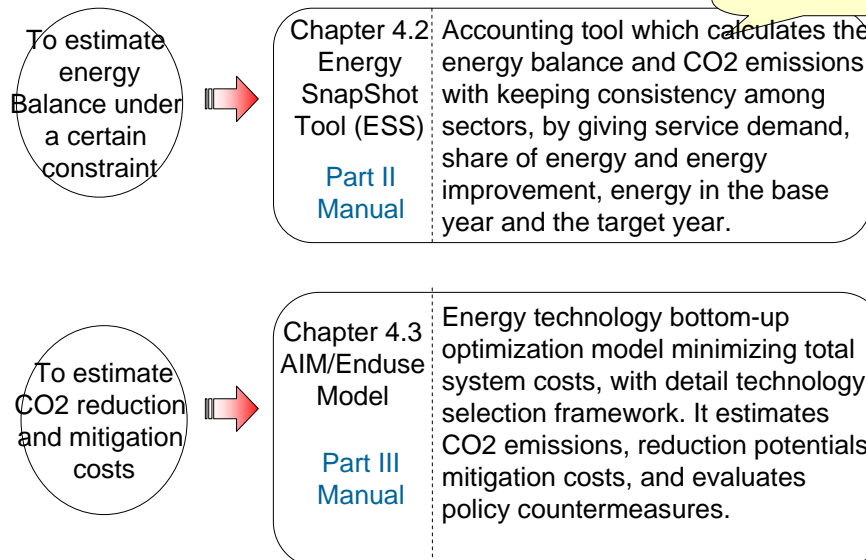 To estimate
energy
Balance under
a certain
constraint
Chapter 4.2
Energy
SnapShot
Tool (ESS)
Part II
Manual
Accounting tool which calculates the
energy balance and CO2 emissions
with keeping consistency among
sectors, by giving service demand,
share of energy and energy
improvement, energy in the base
year and the target year.
To estimate
CO2 reduction
and mitigation
costs
Chapter 4.3
AIM/Enduse
Model
Part III
Manual
Energy technology bottom-up
optimization model minimizing total
system costs, with detail technology
selection framework. It estimates
CO2 emissions, reduction potentials
mitigation costs, and evaluates
policy countermeasures.